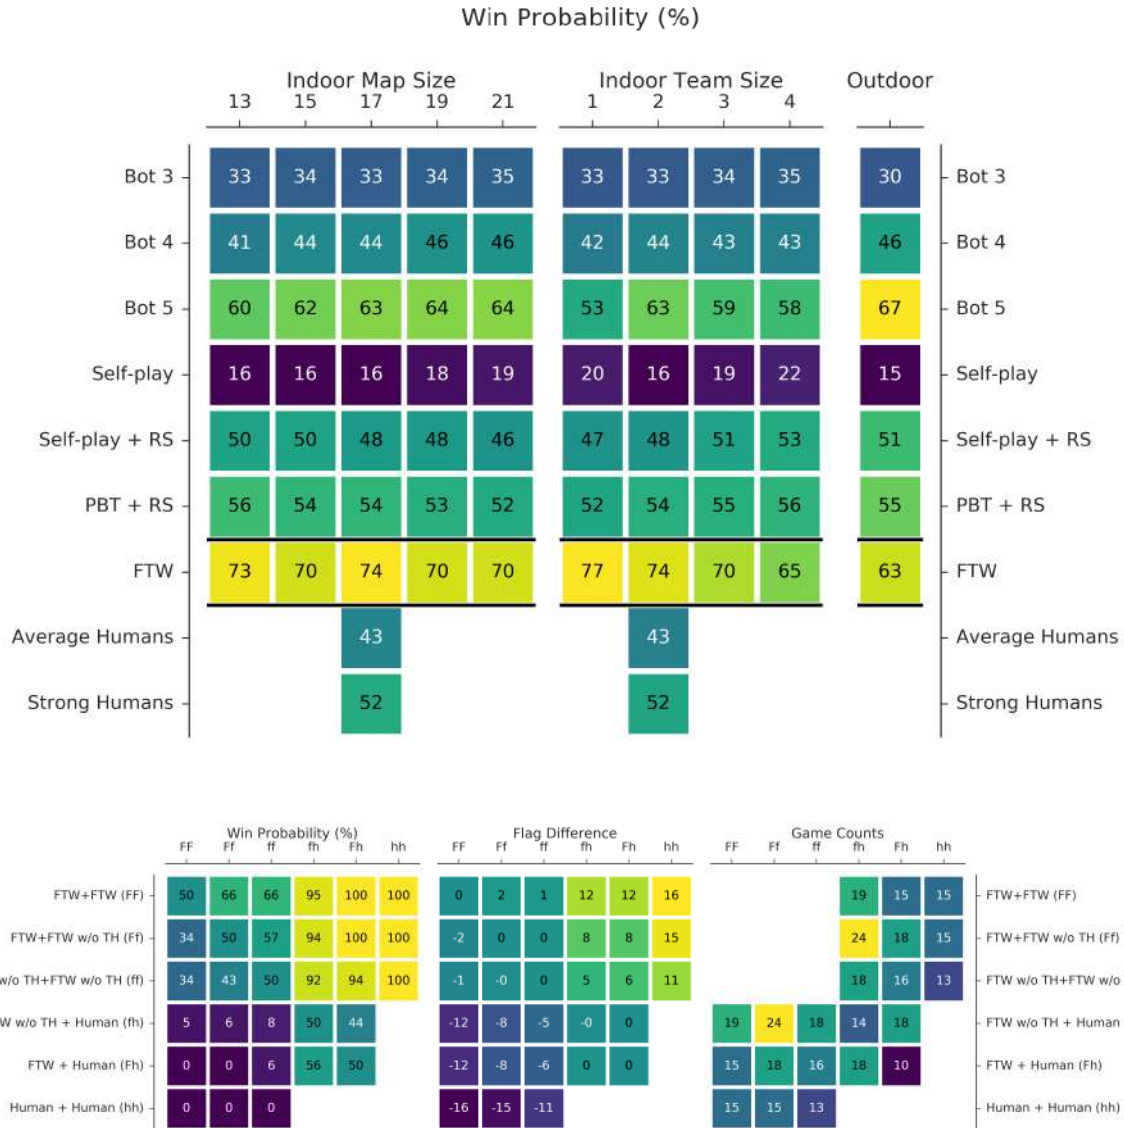 Win Probability (%)
Indoor Map Size Indoor Team Size Outdoor
13 15 17 19 21 1 2 3 4
Bot 3 33 34 33 34 35 33 33 34 35 30 Bot 3
Bot 4 41 44 44 46 46 42 44 43 43 46 Bot 4
Bot 5 60 62 63 64 64 53 63 59 58 67 Bot 5
Self-play 16 16 16 18 19 20 16 19 22 15 Self-play
Self-play + RS 50 50 48 48 46 47 48 51 53 51 Self-play + RS
PBT + RS 56 54 54 53 52 52 54 55 56 55 PBT + RS
FTW 73 70 74 70 70 77 74 70 65 63 FTW
Average Humans 43 43 Average Humans
Strong Humans 52 52 Strong Humans
Win Probability (%) Flag Difference Game Counts
FF Ff ff fh Fh hh FF Ff ff fh Fh hh FF Ff ff fh Fh hh
FTW+FTW (FF) 50 66 66 95 100 100 0 2 1 12 12 16 19 15 15 FTW+FTW (FF)
FTW+FTW w/o TH (Ff) 34 50 57 94 100 100 -2 0 0 8 8 15 24 18 15 FTW+FTW w/o TH (Ff)
w/o TH+FTW w/o TH (ff) 34 43 50 92 94 100 -1 -0 0 5 6 11 18 16 13 FTW w/o TH+FTW w/o
W w/o TH + Human (fh) 5 6 8 50 44 -12 -8 -5 -0 0 19 24 18 14 18 FTW w/o TH + Human
FTW + Human (Fh) 0 0 6 56 50 -12 -8 -6 0 0 15 18 16 18 10 FTW + Human (Fh)
Human + Human (hh) 0 0 0 -16 -15 -11 15 15 13 Human + Human (hh)